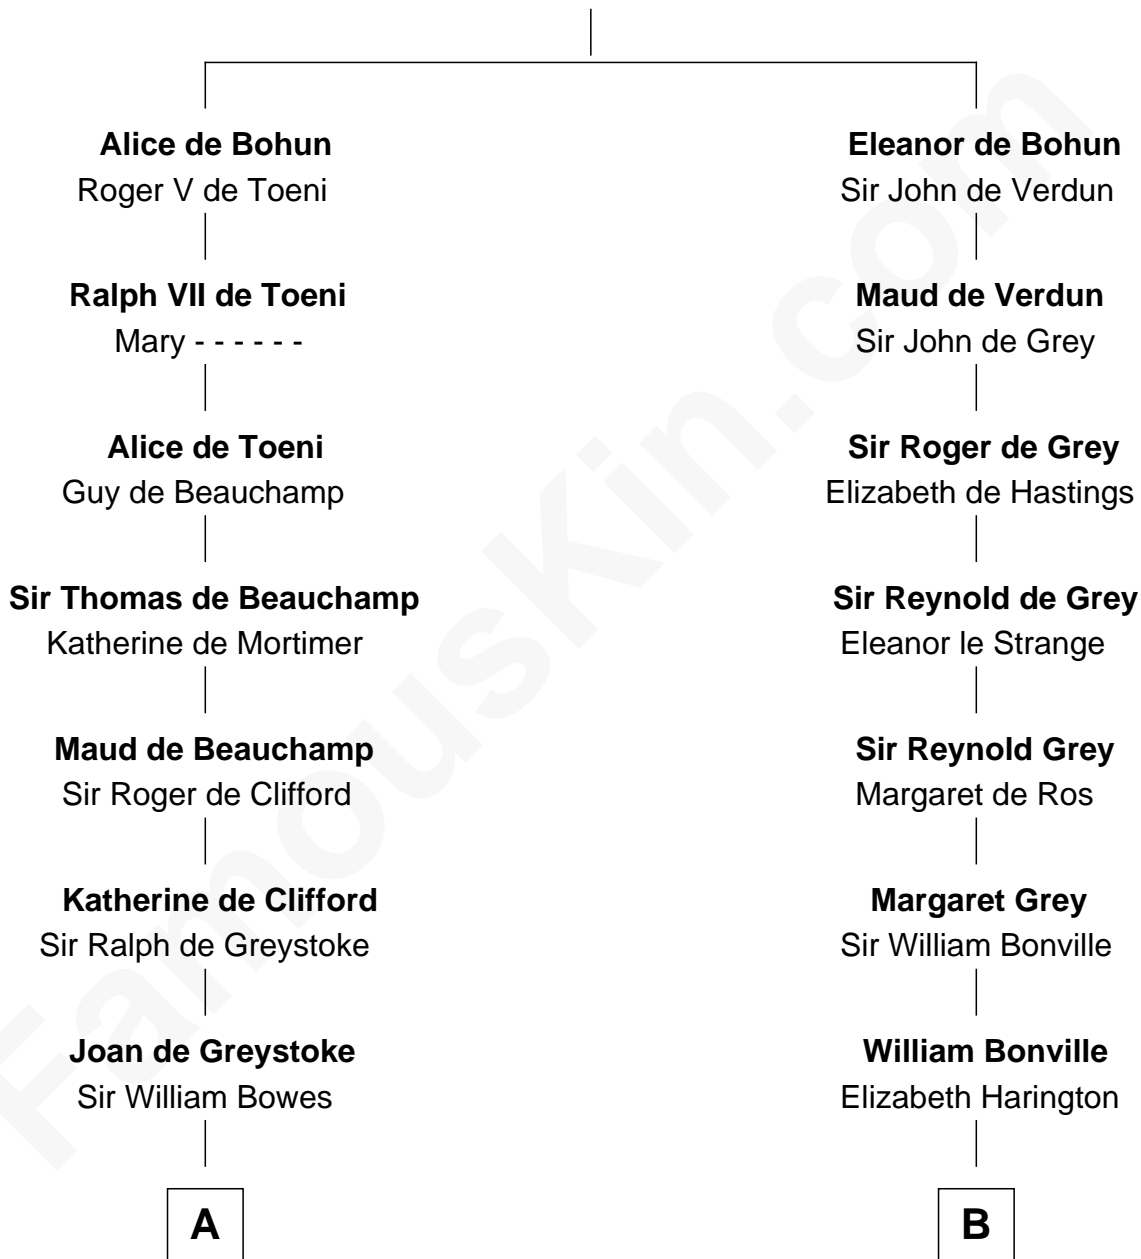 Alice de Bohun
Roger V de Toeni
Ralph VII de Toeni
Mary - - - - - -
Alice de Toeni
Guy de Beauchamp
Sir Thomas de Beauchamp
Katherine de Mortimer
Maud de Beauchamp
Sir Roger de Clifford
Katherine de Clifford
Sir Ralph de Greystoke
Joan de Greystoke
Sir William Bowes
A
Eleanor de Bohun
Sir John de Verdun
Maud de Verdun
Sir John de Grey
Sir Roger de Grey
Elizabeth de Hastings
Sir Reynold de Grey
Eleanor le Strange
Sir Reynold Grey
Margaret de Ros
Margaret Grey
Sir William Bonville
William Bonville
Elizabeth Harington
B
FamousKin.com